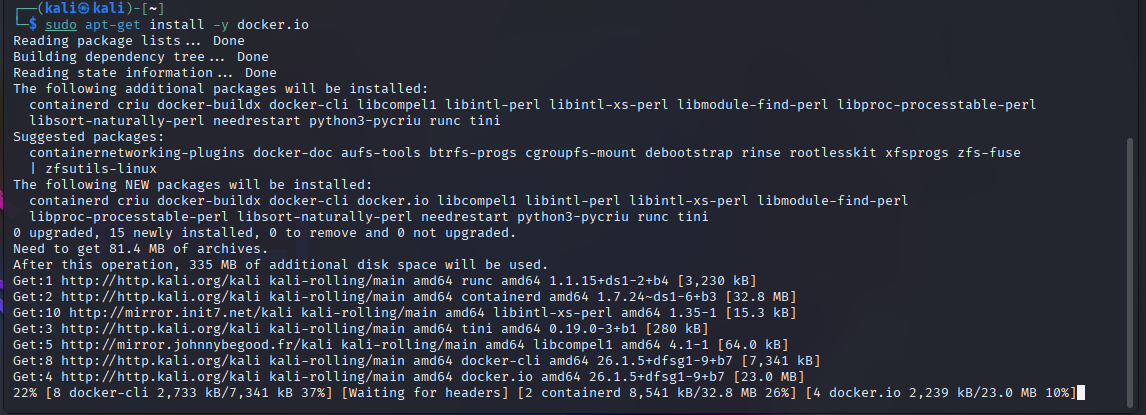 ┌──(kali㉿kali)-[~]
└─$ sudo apt-get install -y docker.io
Reading package lists... Done
Building dependency tree... Done
Reading state information... Done
The following additional packages will be installed:
  containerd criu docker-buildx docker-cli libcompel1 libintl-perl libintl-xs-perl libmodule-find-perl libproc-processtable-perl
  libsort-naturally-perl needrestart python3-pycriu runc tini
Suggested packages:
  containernetworking-plugins docker-doc aufs-tools btrfs-progs cgroupfs-mount debootstrap rinse rootlesskit xfsprogs zfs-fuse
  | zfsutils-linux
The following NEW packages will be installed:
  containerd criu docker-buildx docker-cli docker.io libcompel1 libintl-perl libintl-xs-perl libmodule-find-perl
  libproc-processtable-perl libsort-naturally-perl needrestart python3-pycriu runc tini
0 upgraded, 15 newly installed, 0 to remove and 0 not upgraded.
Need to get 81.4 MB of archives.
After this operation, 335 MB of additional disk space will be used.
Get:1 http://http.kali.org/kali kali-rolling/main amd64 runc amd64 1.1.15+ds1-2+b4 [3,230 kB]
Get:2 http://http.kali.org/kali kali-rolling/main amd64 containerd amd64 1.7.24~ds1-6+b3 [32.8 MB]
Get:10 http://mirror.init7.net/kali kali-rolling/main amd64 libintl-xs-perl amd64 1.35-1 [15.3 kB]
Get:3 http://http.kali.org/kali kali-rolling/main amd64 tini amd64 0.19.0-3+b1 [280 kB]
Get:5 http://mirror.johnnybegood.fr/kali kali-rolling/main amd64 libcompel1 amd64 4.1-1 [64.0 kB]
Get:8 http://http.kali.org/kali kali-rolling/main amd64 docker-cli amd64 26.1.5+dfsg1-9+b7 [7,341 kB]
Get:4 http://http.kali.org/kali kali-rolling/main amd64 docker.io amd64 26.1.5+dfsg1-9+b7 [23.0 MB]
22% [8 docker-cli 2,733 kB/7,341 kB 37%] [Waiting for headers] [2 containerd 8,541 kB/32.8 MB 26%] [4 docker.io 2,239 kB/23.0 MB 10%]